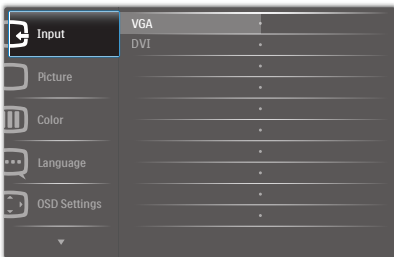 Input
VGA
DVI
Picture
Color
Language
OSD Settings